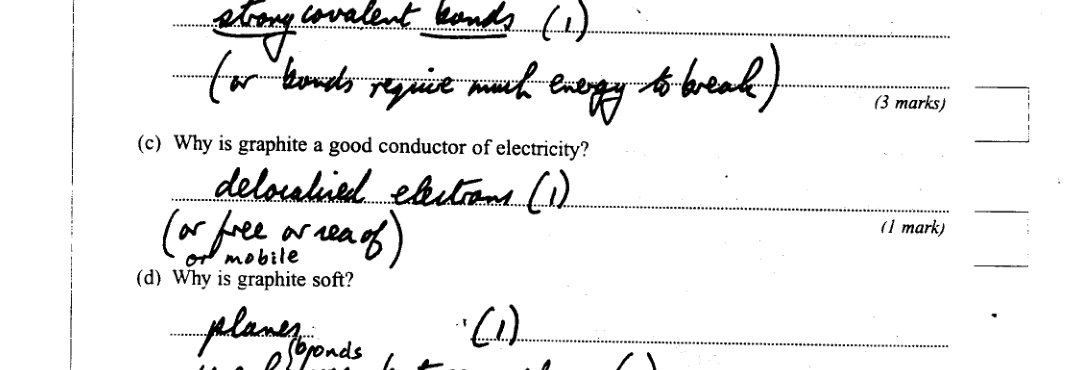 strong covalent bonds (1)
(or bonds require much energy to break)
(3 marks)
(c) Why is graphite a good conductor of electricity?
delocalised electrons (1)
(or free or sea of)
or mobile
(1 mark)
(d) Why is graphite soft?
planes (1)
bonds